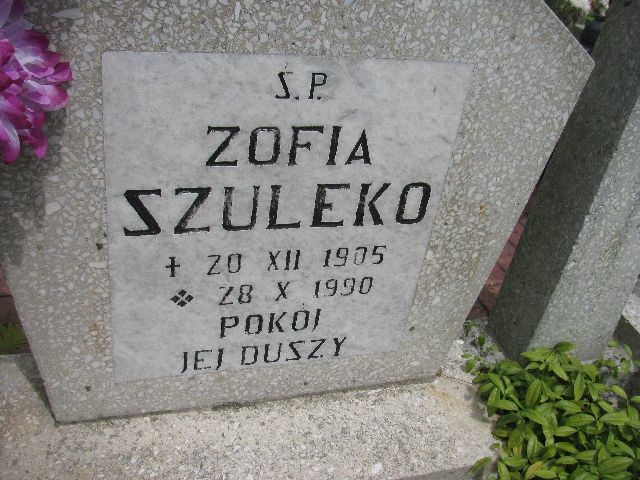 Ś. P.
ZOFIA
SZULEKO
✝ 20 XII 1905
❖ 28 X 1990
POKÓJ
JEJ DUSZY